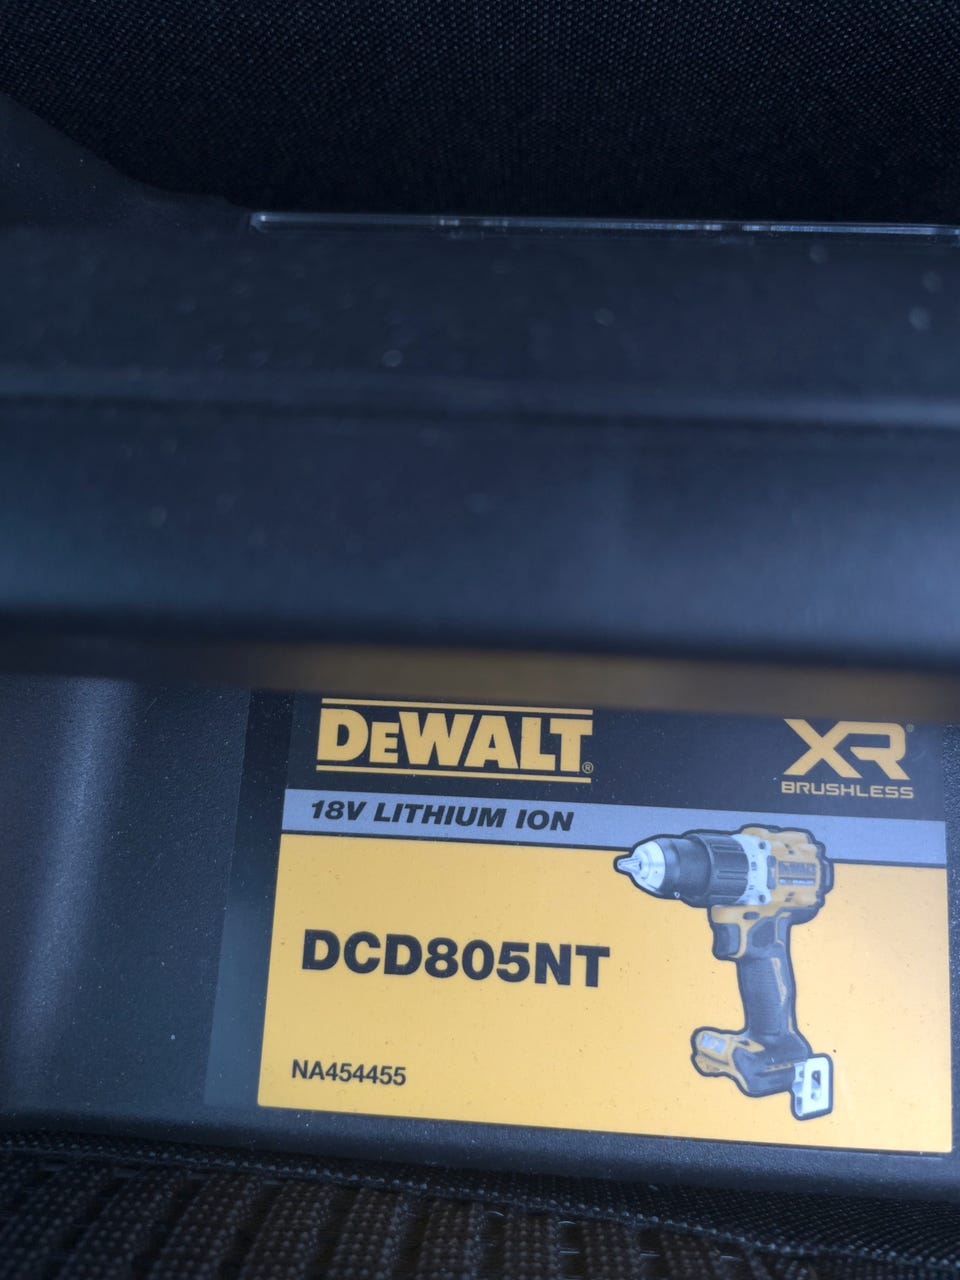 DEWALT®
XR®
BRUSHLESS
18V LITHIUM ION
DCD805NT
NA454455